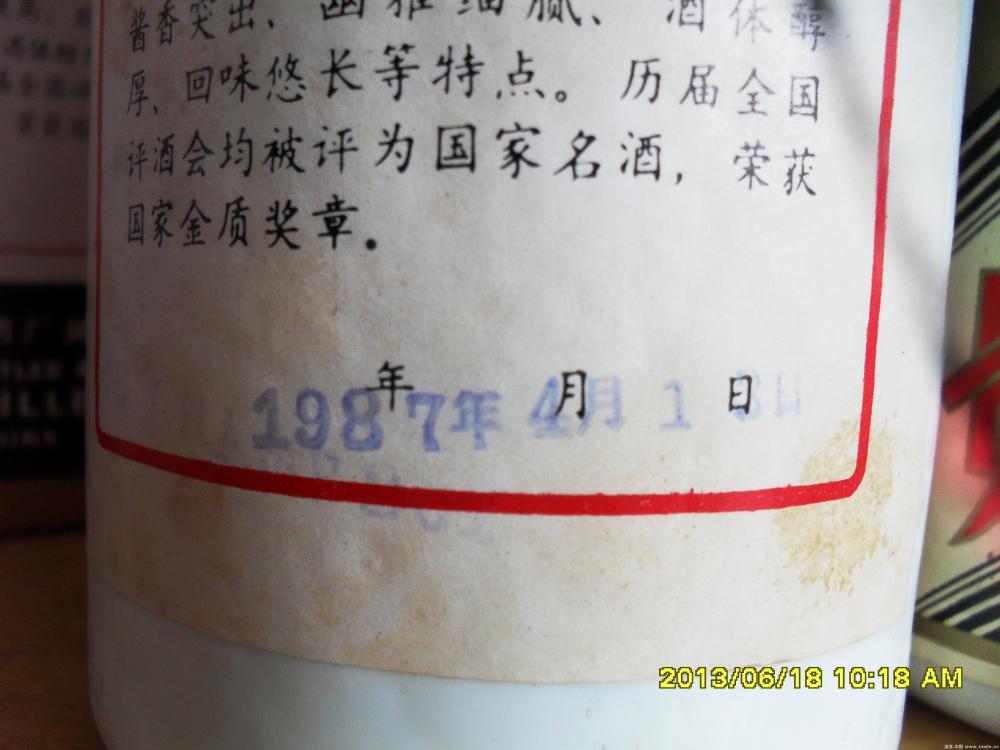 酱香突出、幽雅细腻、酒体醇
厚、回味悠长等特点。历届全国
评酒会均被评为国家名酒，荣获
国家金质奖章．
年 月 日
1987年4月1 日
2013/06/18 10:18 AM